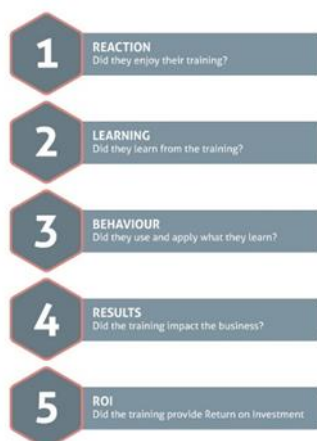 1
REACTION
Did they enjoy their training?
2
LEARNING
Did they learn from the training?
3
BEHAVIOUR
Did they use and apply what they learn?
4
RESULTS
Did the training impact the business?
5
ROI
Did the training provide Return on Investment